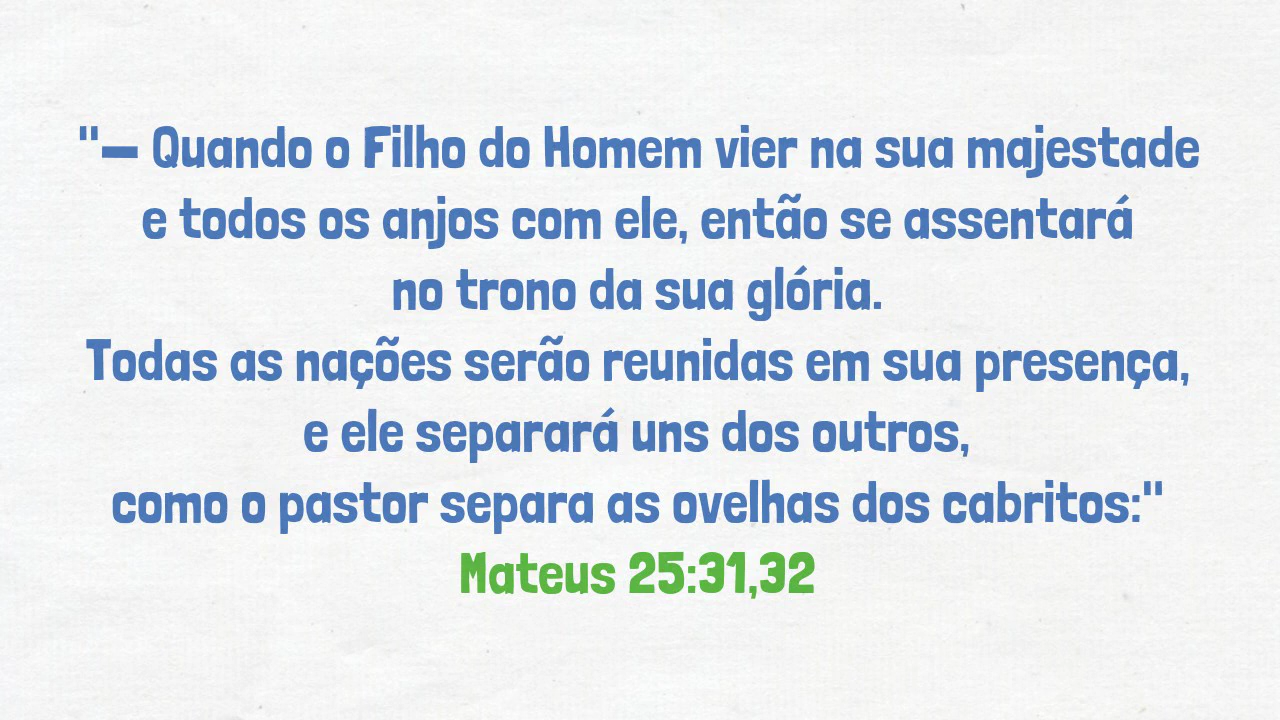 "— Quando o Filho do Homem vier na sua majestade
e todos os anjos com ele, então se assentará
no trono da sua glória.
Todas as nações serão reunidas em sua presença,
e ele separará uns dos outros,
como o pastor separa as ovelhas dos cabritos:"
Mateus 25:31,32